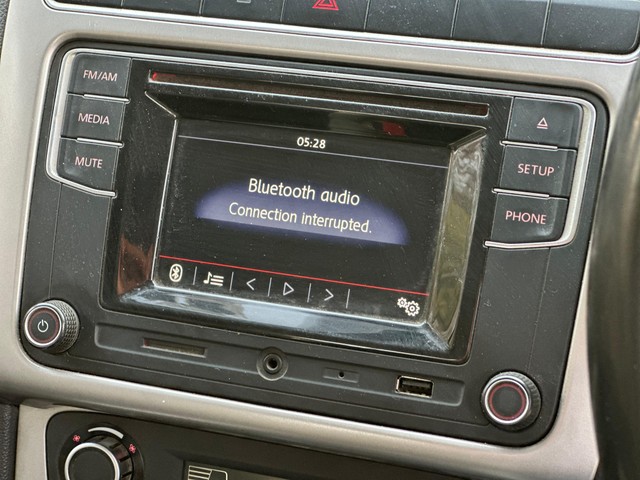 FM/AM
MEDIA
MUTE
05:28
Bluetooth audio
Connection interrupted.
SETUP
PHONE